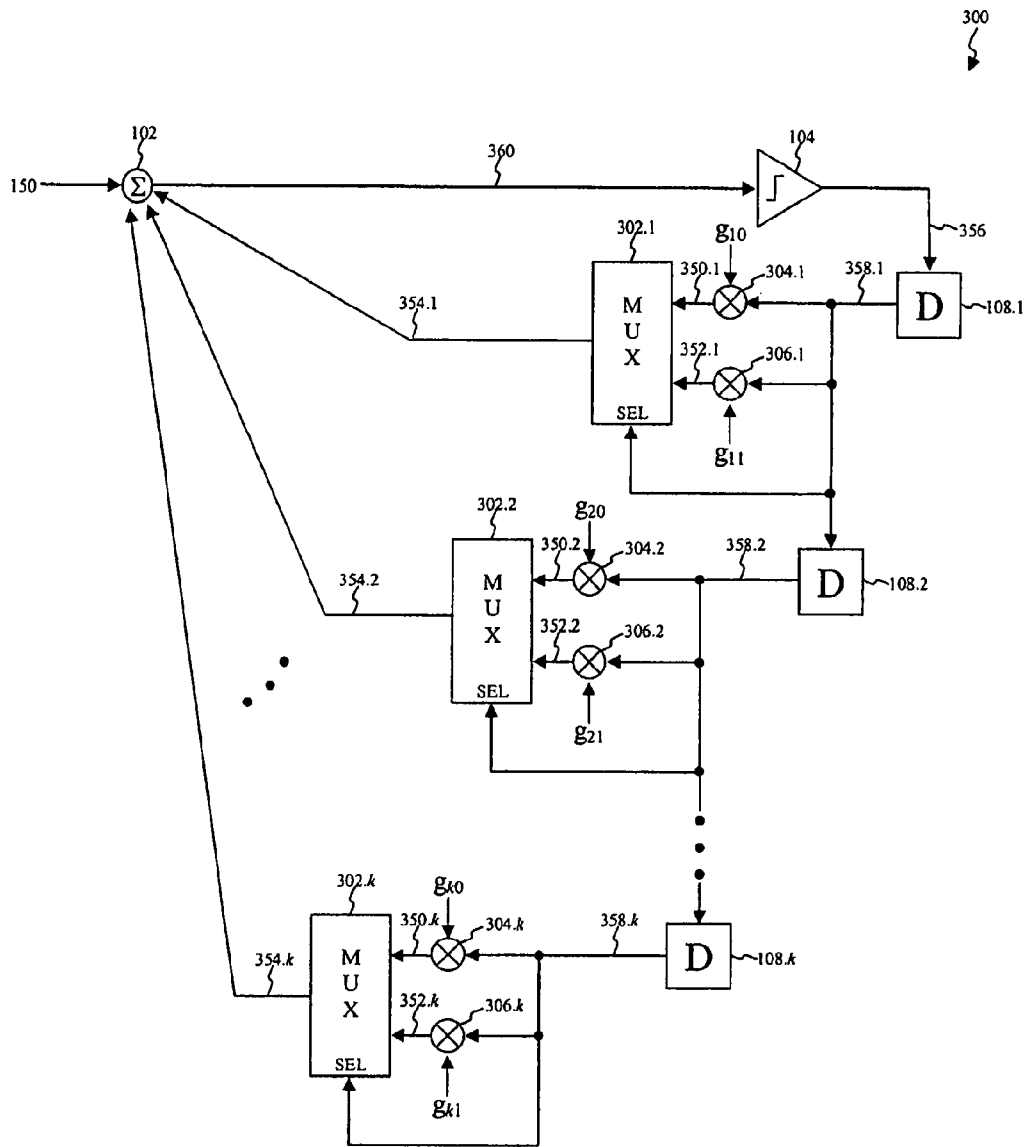 300
102
360
104
150
Σ
302.1
g10
356
350.1
304.1
358.1
354.1
M
U
X
D
108.1
352.1
306.1
SEL
g11
302.2
g20
350.2
304.2
358.2
354.2
M
U
X
D
108.2
352.2
306.2
SEL
g21
302.k
gk0
350.k
304.k
358.k
354.k
M
U
X
D
108.k
352.k
306.k
SEL
gk1